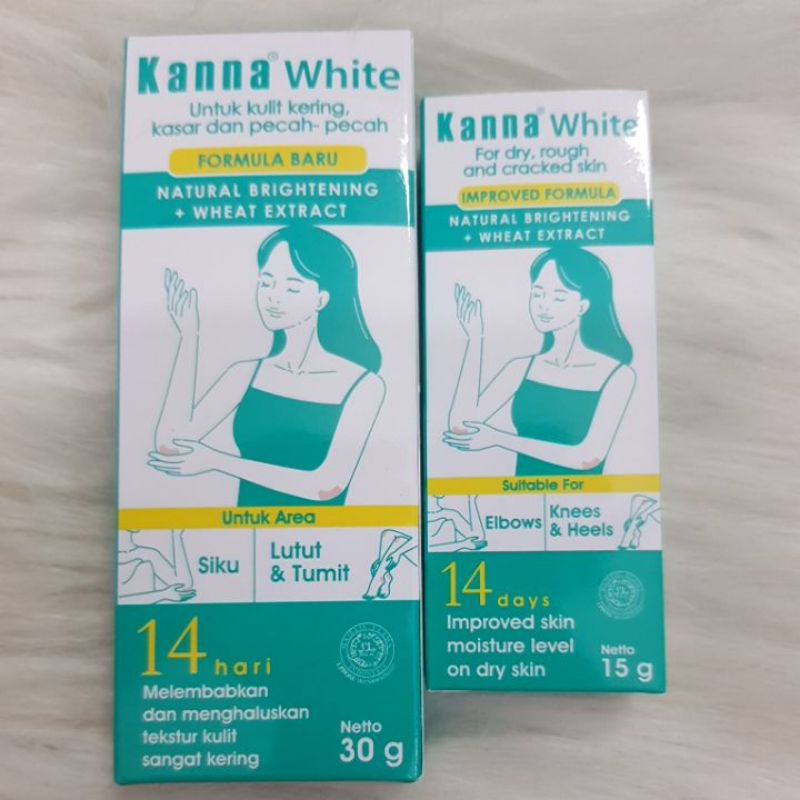 Kanna® White
Untuk kulit kering,
kasar dan pecah- pecah
FORMULA BARU
NATURAL BRIGHTENING
+ WHEAT EXTRACT
Untuk Area
Siku
Lutut
& Tumit
14 hari
Melembabkan
dan menghaluskan
tekstur kulit
sangat kering
Netto
30 g
Kanna® White
For dry, rough
and cracked skin
IMPROVED FORMULA
NATURAL BRIGHTENING
+ WHEAT EXTRACT
Suitable For
Elbows
Knees
& Heels
14 days
Improved skin
moisture level
on dry skin
Netto
15 g